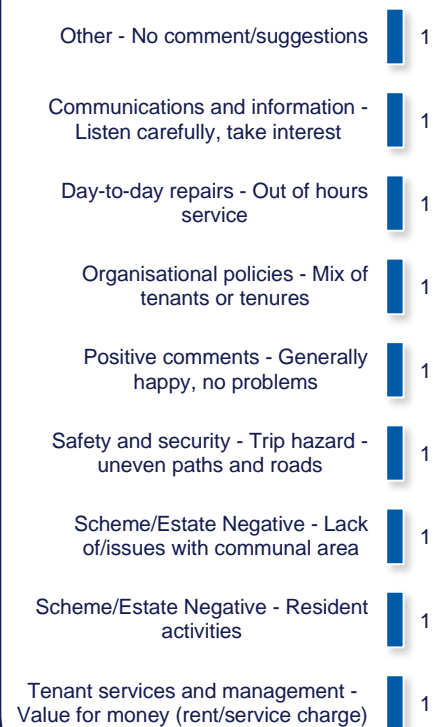 Other - No comment/suggestions 1
Communications and information -
Listen carefully, take interest 1
Day-to-day repairs - Out of hours
service 1
Organisational policies - Mix of
tenants or tenures 1
Positive comments - Generally
happy, no problems 1
Safety and security - Trip hazard -
uneven paths and roads 1
Scheme/Estate Negative - Lack
of/issues with communal area 1
Scheme/Estate Negative - Resident
activities 1
Tenant services and management -
Value for money (rent/service charge) 1